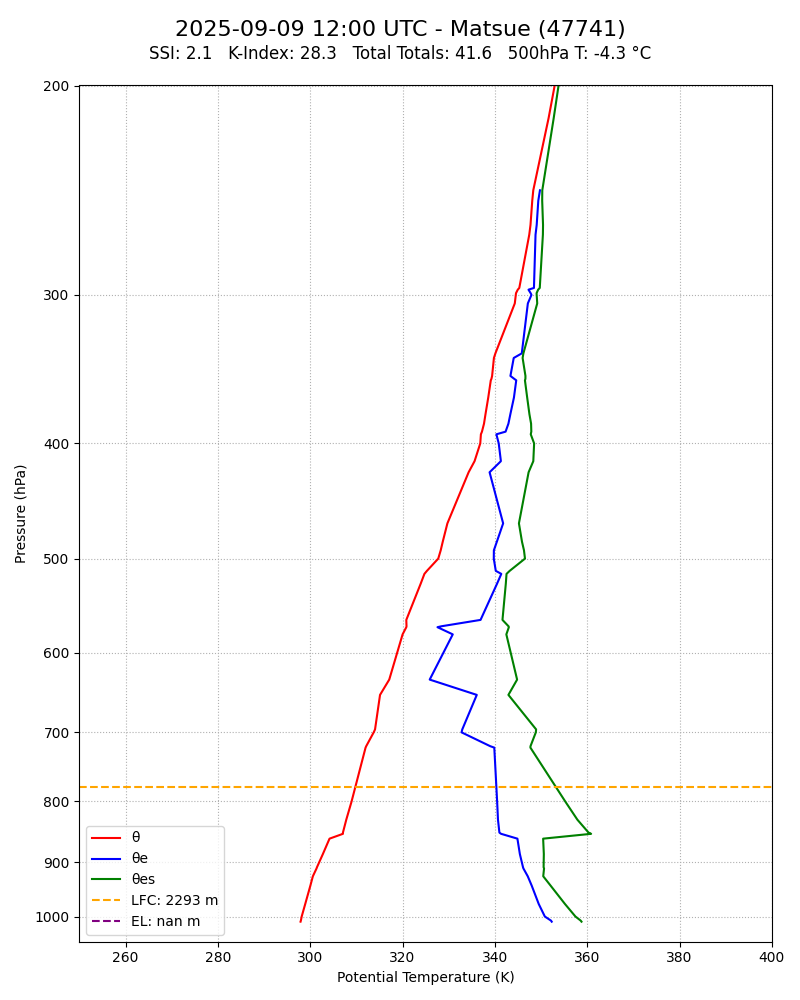 2025-09-09 12:00 UTC - Matsue (47741)
SSI: 2.1   K-Index: 28.3   Total Totals: 41.6   500hPa T: -4.3 °C
200
300
400
500
600
700
800
900
1000
Pressure (hPa)
θ
θe
θes
LFC: 2293 m
EL: nan m
260 280 300 320 340 360 380 400
Potential Temperature (K)